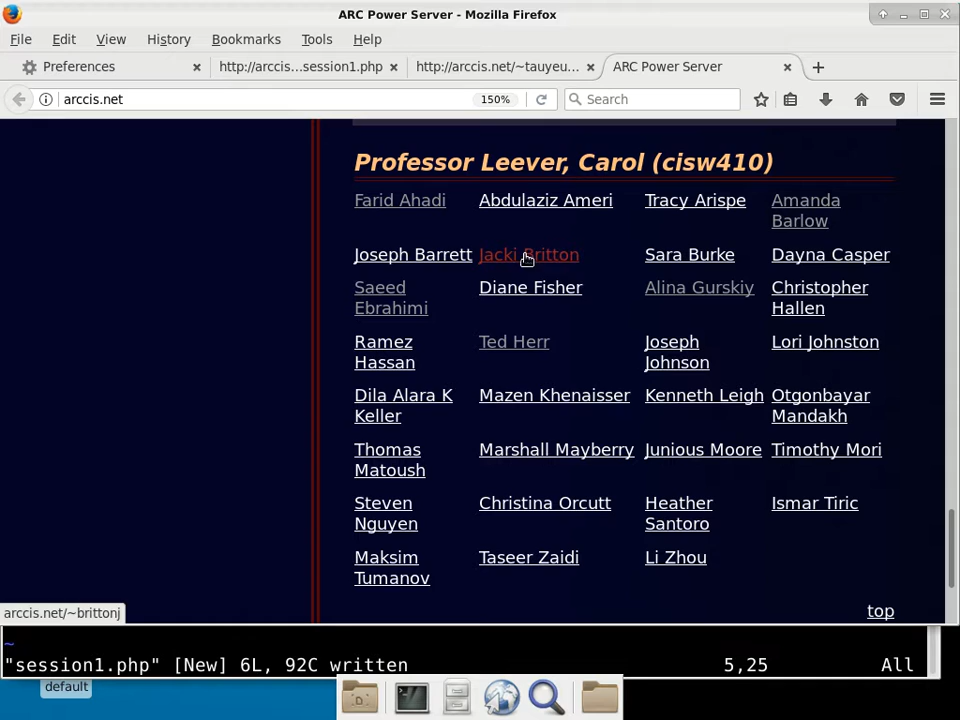 ARC Power Server - Mozilla Firefox
File Edit View History Bookmarks Tools Help
Preferences × http://arccis...session1.php × http://arccis.net/~tauyeu... × ARC Power Server × +
arccis.net 150% Search
Professor Leever, Carol (cisw410)
Farid Ahadi Abdulaziz Ameri Tracy Arispe Amanda
Barlow
Joseph Barrett Jacki Britton Sara Burke Dayna Casper
Saeed Diane Fisher Alina Gurskiy Christopher
Ebrahimi Hallen
Ramez Ted Herr Joseph Lori Johnston
Hassan Johnson
Dila Alara K Mazen Khenaisser Kenneth Leigh Otgonbayar
Keller Mandakh
Thomas Marshall Mayberry Junious Moore Timothy Mori
Matoush
Steven Christina Orcutt Heather Ismar Tiric
Nguyen Santoro
Maksim Taseer Zaidi Li Zhou
Tumanov
top
arccis.net/~brittonj
~
"session1.php" [New] 6L, 92C written 5,25 All
default